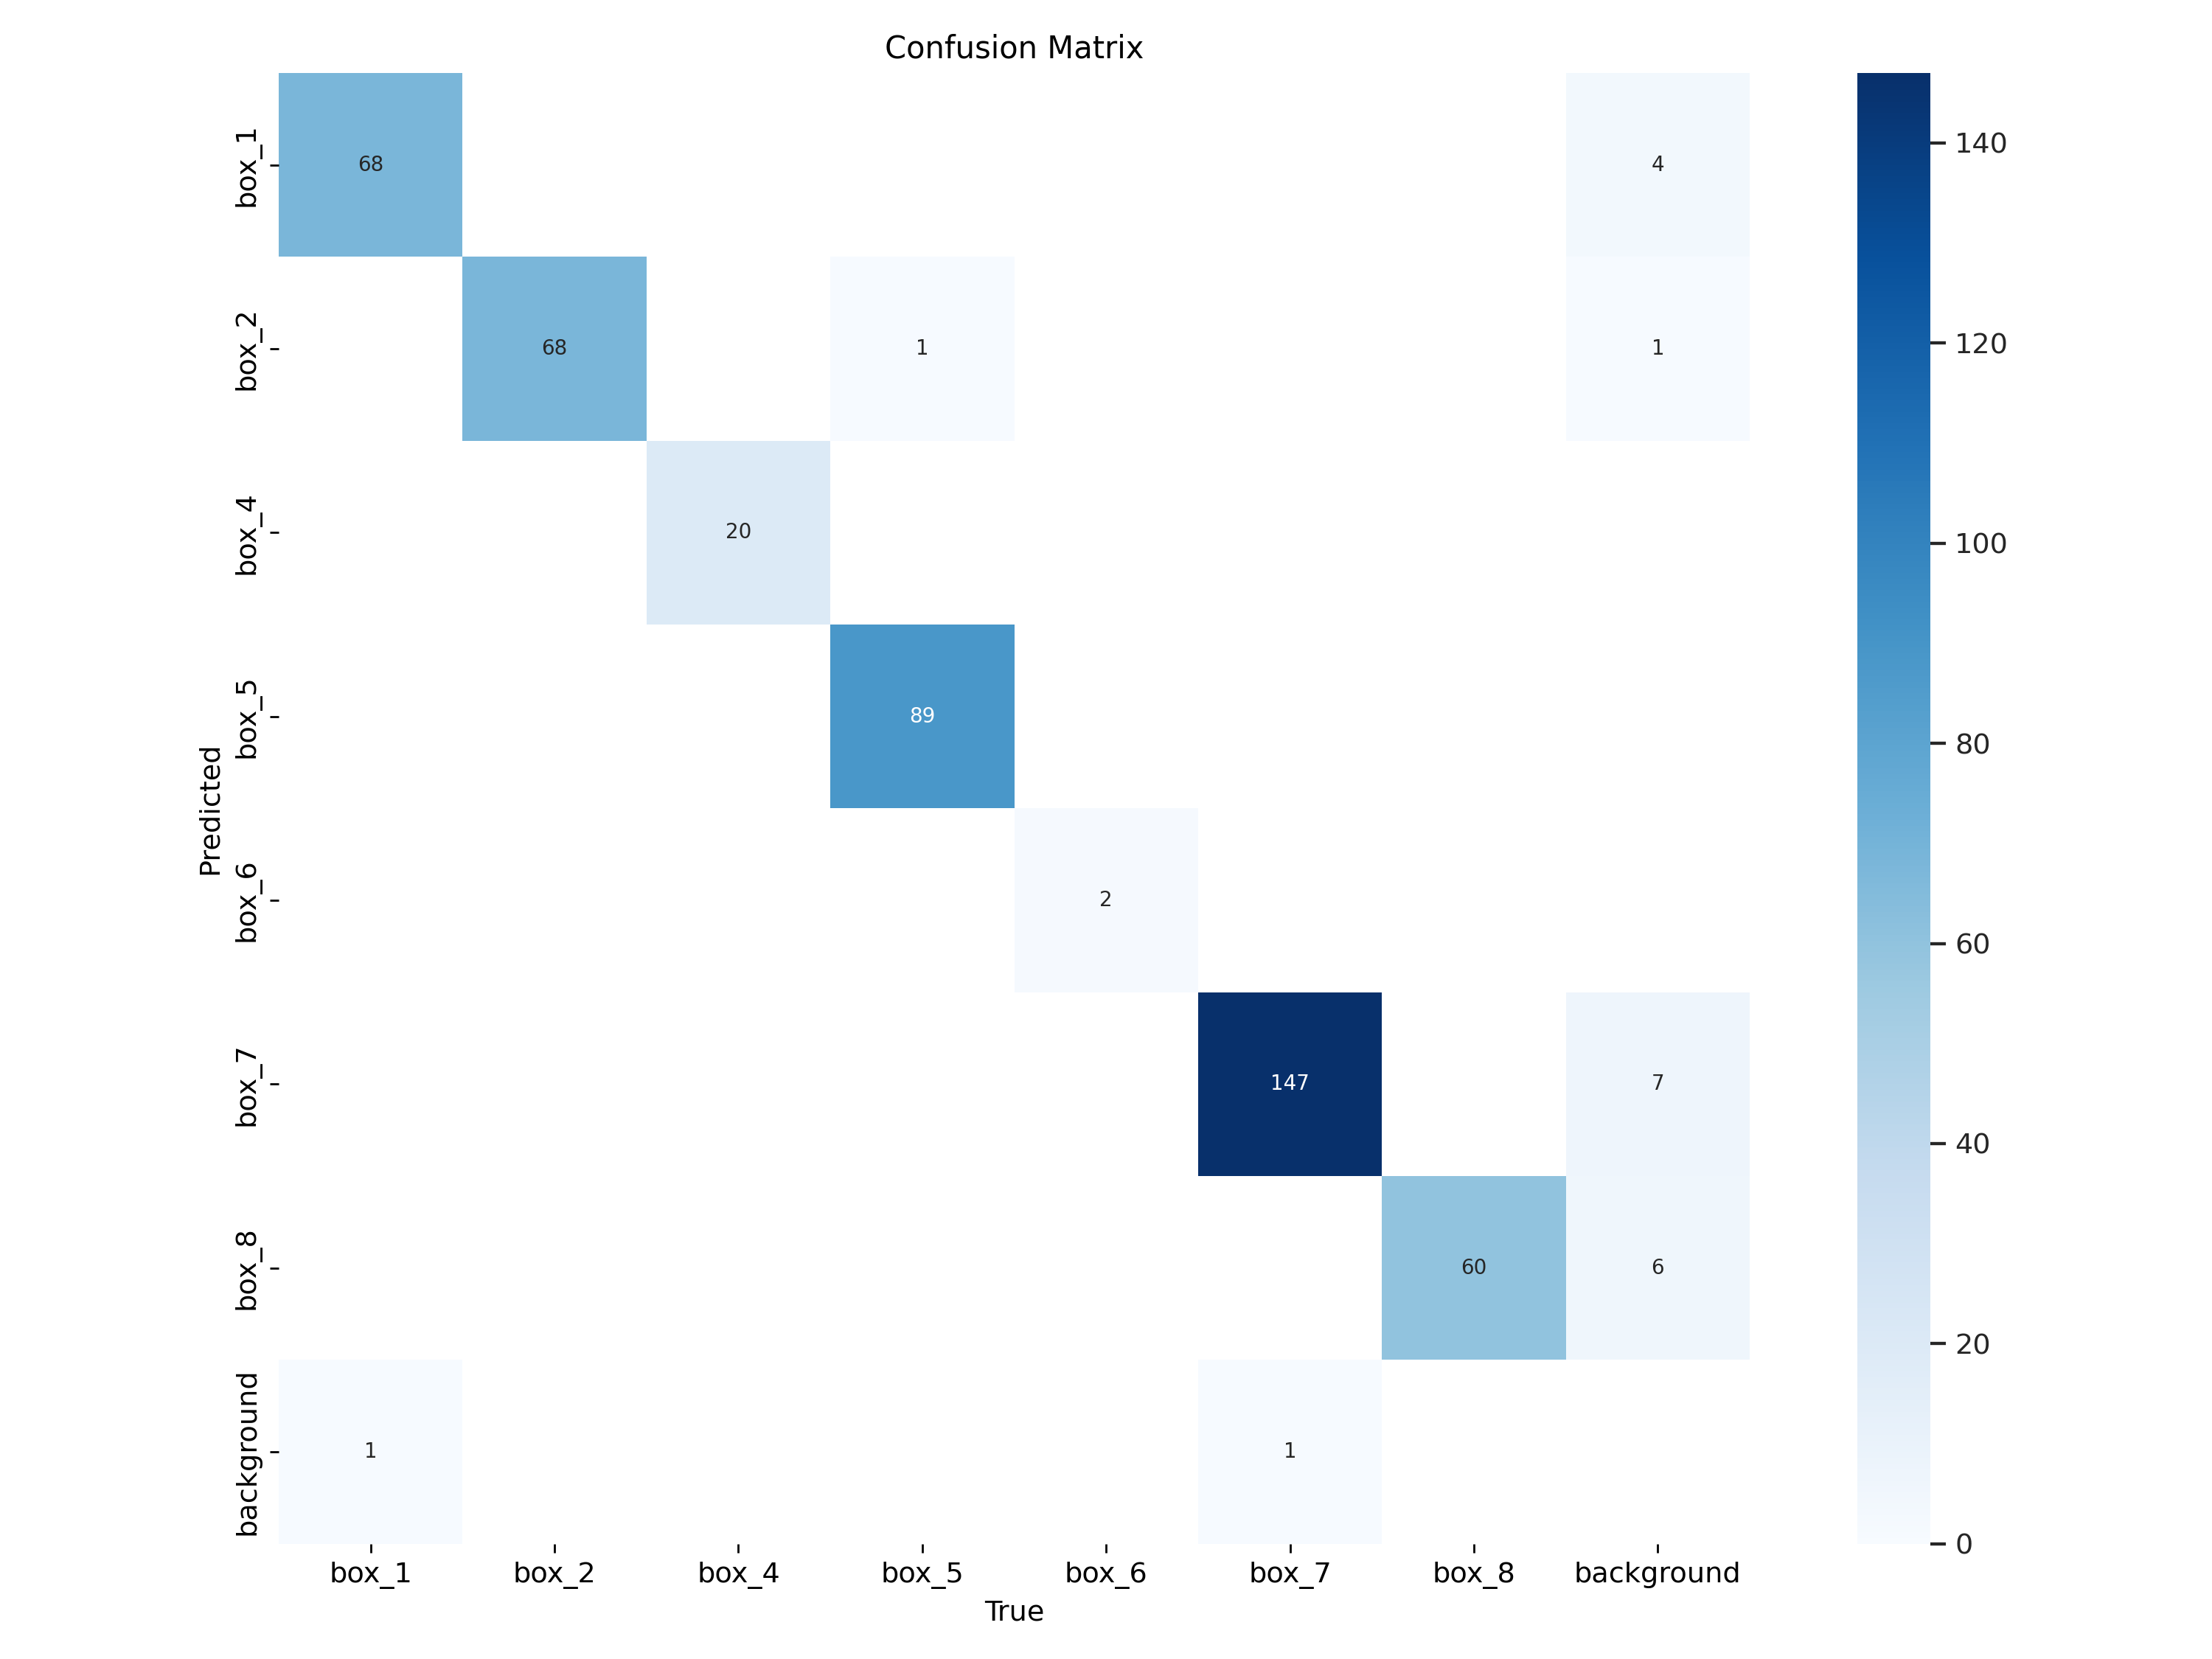 Confusion Matrix
Predicted
box_1
68
4
box_2
68
1
1
box_4
20
box_5
89
box_6
2
box_7
147
7
box_8
60
6
background
1
1
box_1 box_2 box_4 box_5 box_6 box_7 box_8 background
True
140
120
100
80
60
40
20
0